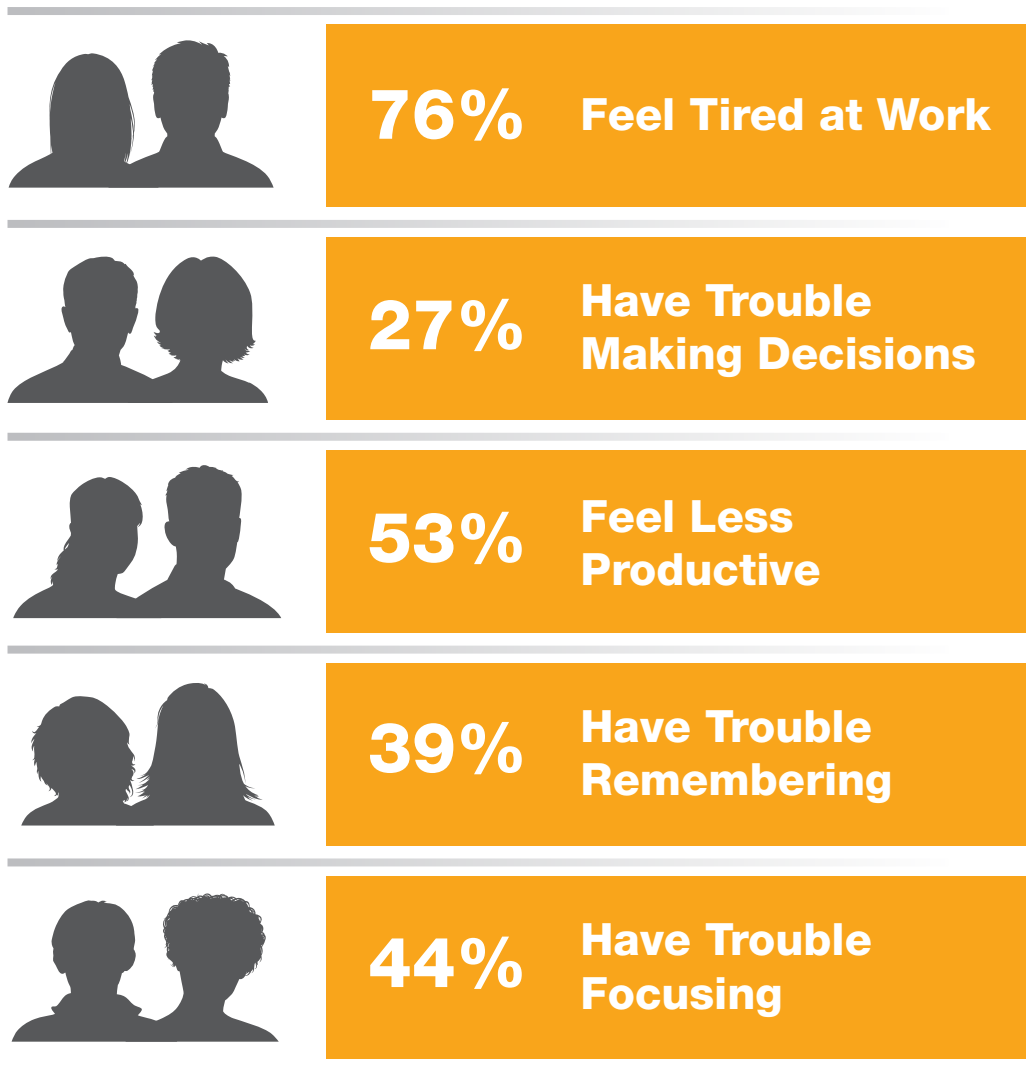 76%
Feel Tired at Work
27%
Have Trouble
Making Decisions
53%
Feel Less
Productive
39%
Have Trouble
Remembering
44%
Have Trouble
Focusing